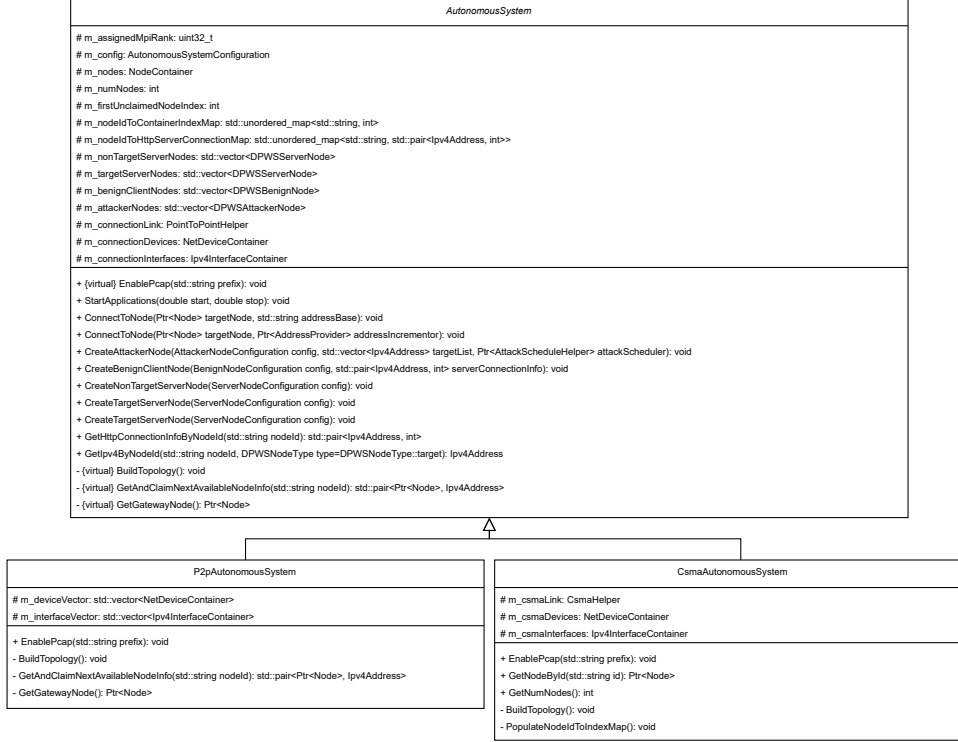 AutonomousSystem
# m_assignedMpiRank: uint32_t
# m_config: AutonomousSystemConfiguration
# m_nodes: NodeContainer
# m_numNodes: int
# m_firstUnclaimedNodeIndex: int
# m_nodeIdToContainerIndexMap: std::unordered_map<std::string, int>
# m_nodeIdToHttpServerConnectionMap: std::unordered_map<std::string, std::pair<Ipv4Address, int>>
# m_nonTargetServerNodes: std::vector<DPWSServerNode>
# m_targetServerNodes: std::vector<DPWSServerNode>
# m_benignClientNodes: std::vector<DPWSBenignNode>
# m_attackerNodes: std::vector<DPWSAttackerNode>
# m_connectionLink: PointToPointHelper
# m_connectionDevices: NetDeviceContainer
# m_connectionInterfaces: Ipv4InterfaceContainer
+ {virtual} EnablePcap(std::string prefix): void
+ StartApplications(double start, double stop): void
+ ConnectToNode(Ptr<Node> targetNode, std::string addressBase): void
+ ConnectToNode(Ptr<Node> targetNode, Ptr<AddressProvider> addressIncrementor): void
+ CreateAttackerNode(AttackerNodeConfiguration config, std::vector<Ipv4Address> targetList, Ptr<AttackScheduleHelper> attackScheduler): void
+ CreateBenignClientNode(BenignNodeConfiguration config, std::pair<Ipv4Address, int> serverConnectionInfo): void
+ CreateNonTargetServerNode(ServerNodeConfiguration config): void
+ CreateTargetServerNode(ServerNodeConfiguration config): void
+ CreateTargetServerNode(ServerNodeConfiguration config): void
+ GetHttpConnectionInfoByNodeId(std::string nodeId): std::pair<Ipv4Address, int>
+ GetIpv4ByNodeId(std::string nodeId, DPWSNodeType type=DPWSNodeType::target): Ipv4Address
- {virtual} BuildTopology(): void
- {virtual} GetAndClaimNextAvailableNodeInfo(std::string nodeId): std::pair<Ptr<Node>, Ipv4Address>
- {virtual} GetGatewayNode(): Ptr<Node>
P2pAutonomousSystem
# m_deviceVector: std::vector<NetDeviceContainer>
# m_interfaceVector: std::vector<Ipv4InterfaceContainer>
+ EnablePcap(std::string prefix): void
- BuildTopology(): void
- GetAndClaimNextAvailableNodeInfo(std::string nodeId): std::pair<Ptr<Node>, Ipv4Address>
- GetGatewayNode(): Ptr<Node>
CsmaAutonomousSystem
# m_csmaLink: CsmaHelper
# m_csmaDevices: NetDeviceContainer
# m_csmaInterfaces: Ipv4InterfaceContainer
+ EnablePcap(std::string prefix): void
+ GetNodeById(std::string id): Ptr<Node>
+ GetNumNodes(): int
- BuildTopology(): void
- PopulateNodeIdToIndexMap(): void